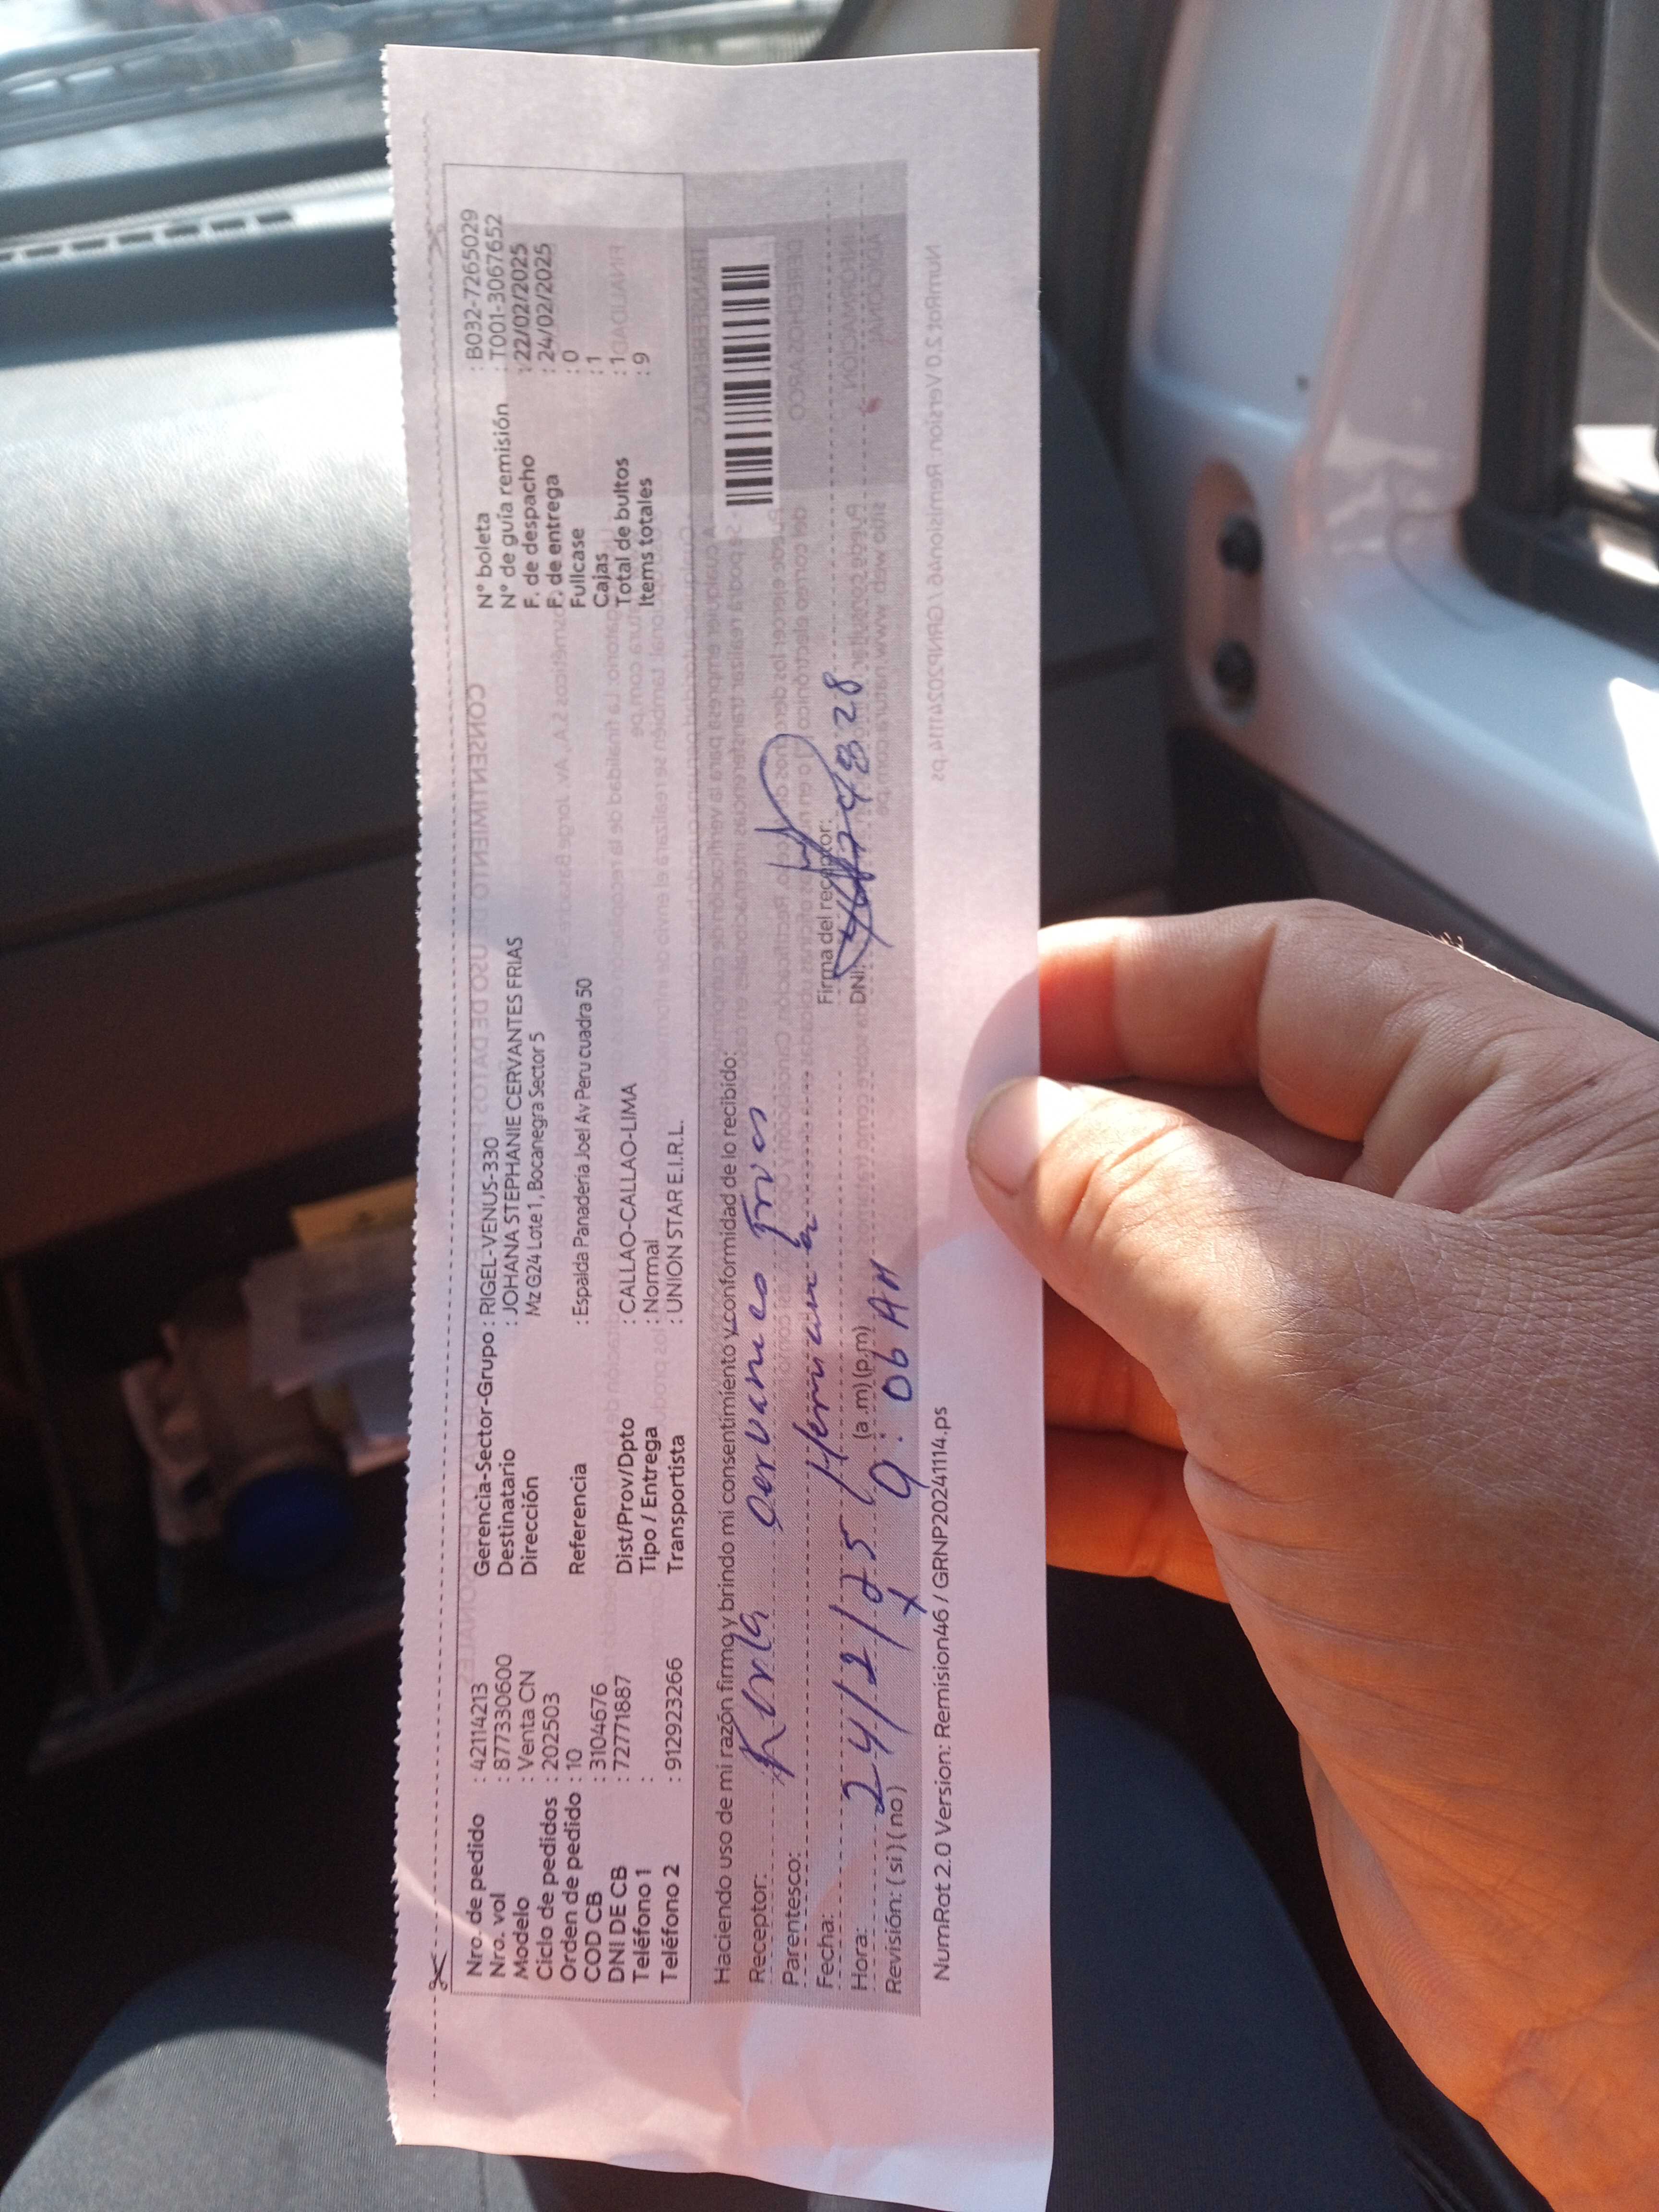 Nro. de pedido : 42114213 Gerencia-Sector-Grupo : RIGEL-VENUS-330 N° boleta : B032-7265029
Nro. vol : 877330600 Destinatario : JOHANA STEPHANIE CERVANTES FRIAS N° de guía remisión : T001-3067652
Modelo : Venta CN Dirección Mz G24 Lote 1, Bocanegra Sector 5 F. de despacho : 22/02/2025
Ciclo de pedidos : 202503 F. de entrega : 24/02/2025
Orden de pedido : 10 Referencia : Espalda Panaderia Joel Av Peru cuadra 50 Fullcase : 0
COD CB : 3104676 Cajas : 1
DNI DE CB : 72771887 Dist/Prov/Dpto : CALLAO-CALLAO-LIMA Total de bultos : 1
Teléfono 1 : Tipo / Entrega : Normal Items totales : 9
Teléfono 2 : 912923266 Transportista : UNION STAR E.I.R.L.
Haciendo uso de mi razón firmo y brindo mi consentimiento y conformidad de lo recibido:
Receptor: Karla
Parentesco: Hermana
Fecha: 24/2/25 Firma del receptor:
Hora: 9:06 AM (a .m) (p.m) DNI:
Revisión: ( si ) ( no ) x
NumRot 2.0 Version: Remision46 / GRNP20241114.ps